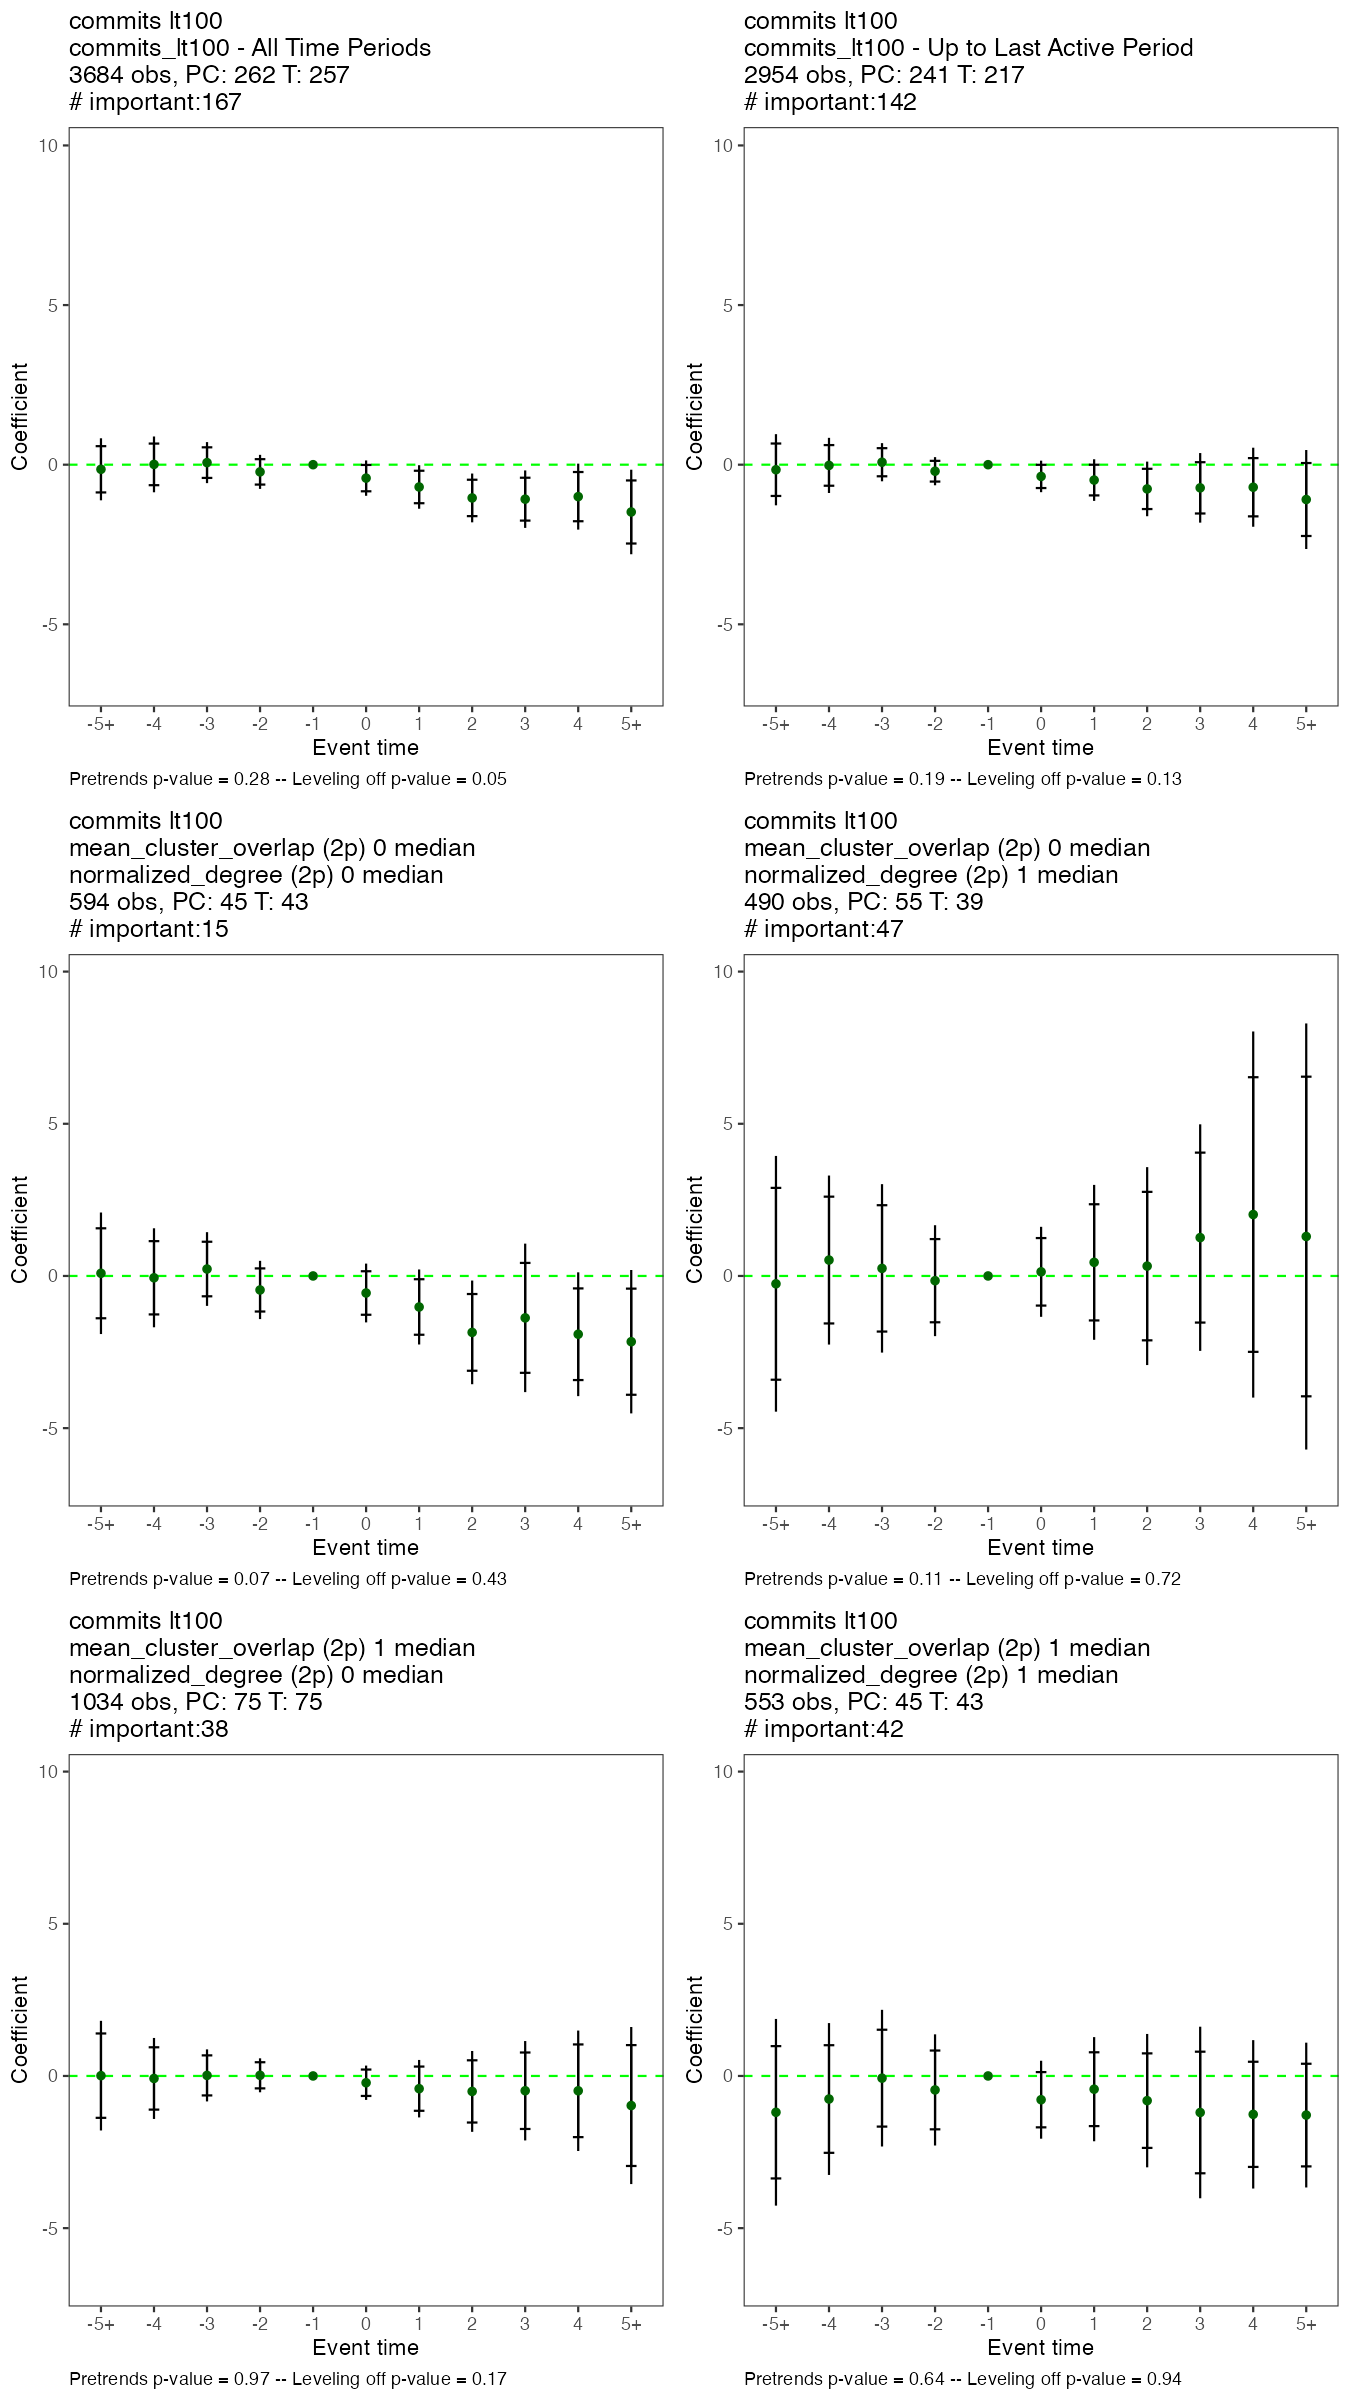 commits lt100
commits_lt100 - All Time Periods
3684 obs, PC: 262 T: 257
# important:167
10
5
0
-5
Coefficient
-5+ -4 -3 -2 -1 0 1 2 3 4 5+
Event time
Pretrends p-value = 0.28 -- Leveling off p-value = 0.05
commits lt100
commits_lt100 - Up to Last Active Period
2954 obs, PC: 241 T: 217
# important:142
10
5
0
-5
Coefficient
-5+ -4 -3 -2 -1 0 1 2 3 4 5+
Event time
Pretrends p-value = 0.19 -- Leveling off p-value = 0.13
commits lt100
mean_cluster_overlap (2p) 0 median
normalized_degree (2p) 0 median
594 obs, PC: 45 T: 43
# important:15
10
5
0
-5
Coefficient
-5+ -4 -3 -2 -1 0 1 2 3 4 5+
Event time
Pretrends p-value = 0.07 -- Leveling off p-value = 0.43
commits lt100
mean_cluster_overlap (2p) 0 median
normalized_degree (2p) 1 median
490 obs, PC: 55 T: 39
# important:47
10
5
0
-5
Coefficient
-5+ -4 -3 -2 -1 0 1 2 3 4 5+
Event time
Pretrends p-value = 0.11 -- Leveling off p-value = 0.72
commits lt100
mean_cluster_overlap (2p) 1 median
normalized_degree (2p) 0 median
1034 obs, PC: 75 T: 75
# important:38
10
5
0
-5
Coefficient
-5+ -4 -3 -2 -1 0 1 2 3 4 5+
Event time
Pretrends p-value = 0.97 -- Leveling off p-value = 0.17
commits lt100
mean_cluster_overlap (2p) 1 median
normalized_degree (2p) 1 median
553 obs, PC: 45 T: 43
# important:42
10
5
0
-5
Coefficient
-5+ -4 -3 -2 -1 0 1 2 3 4 5+
Event time
Pretrends p-value = 0.64 -- Leveling off p-value = 0.94